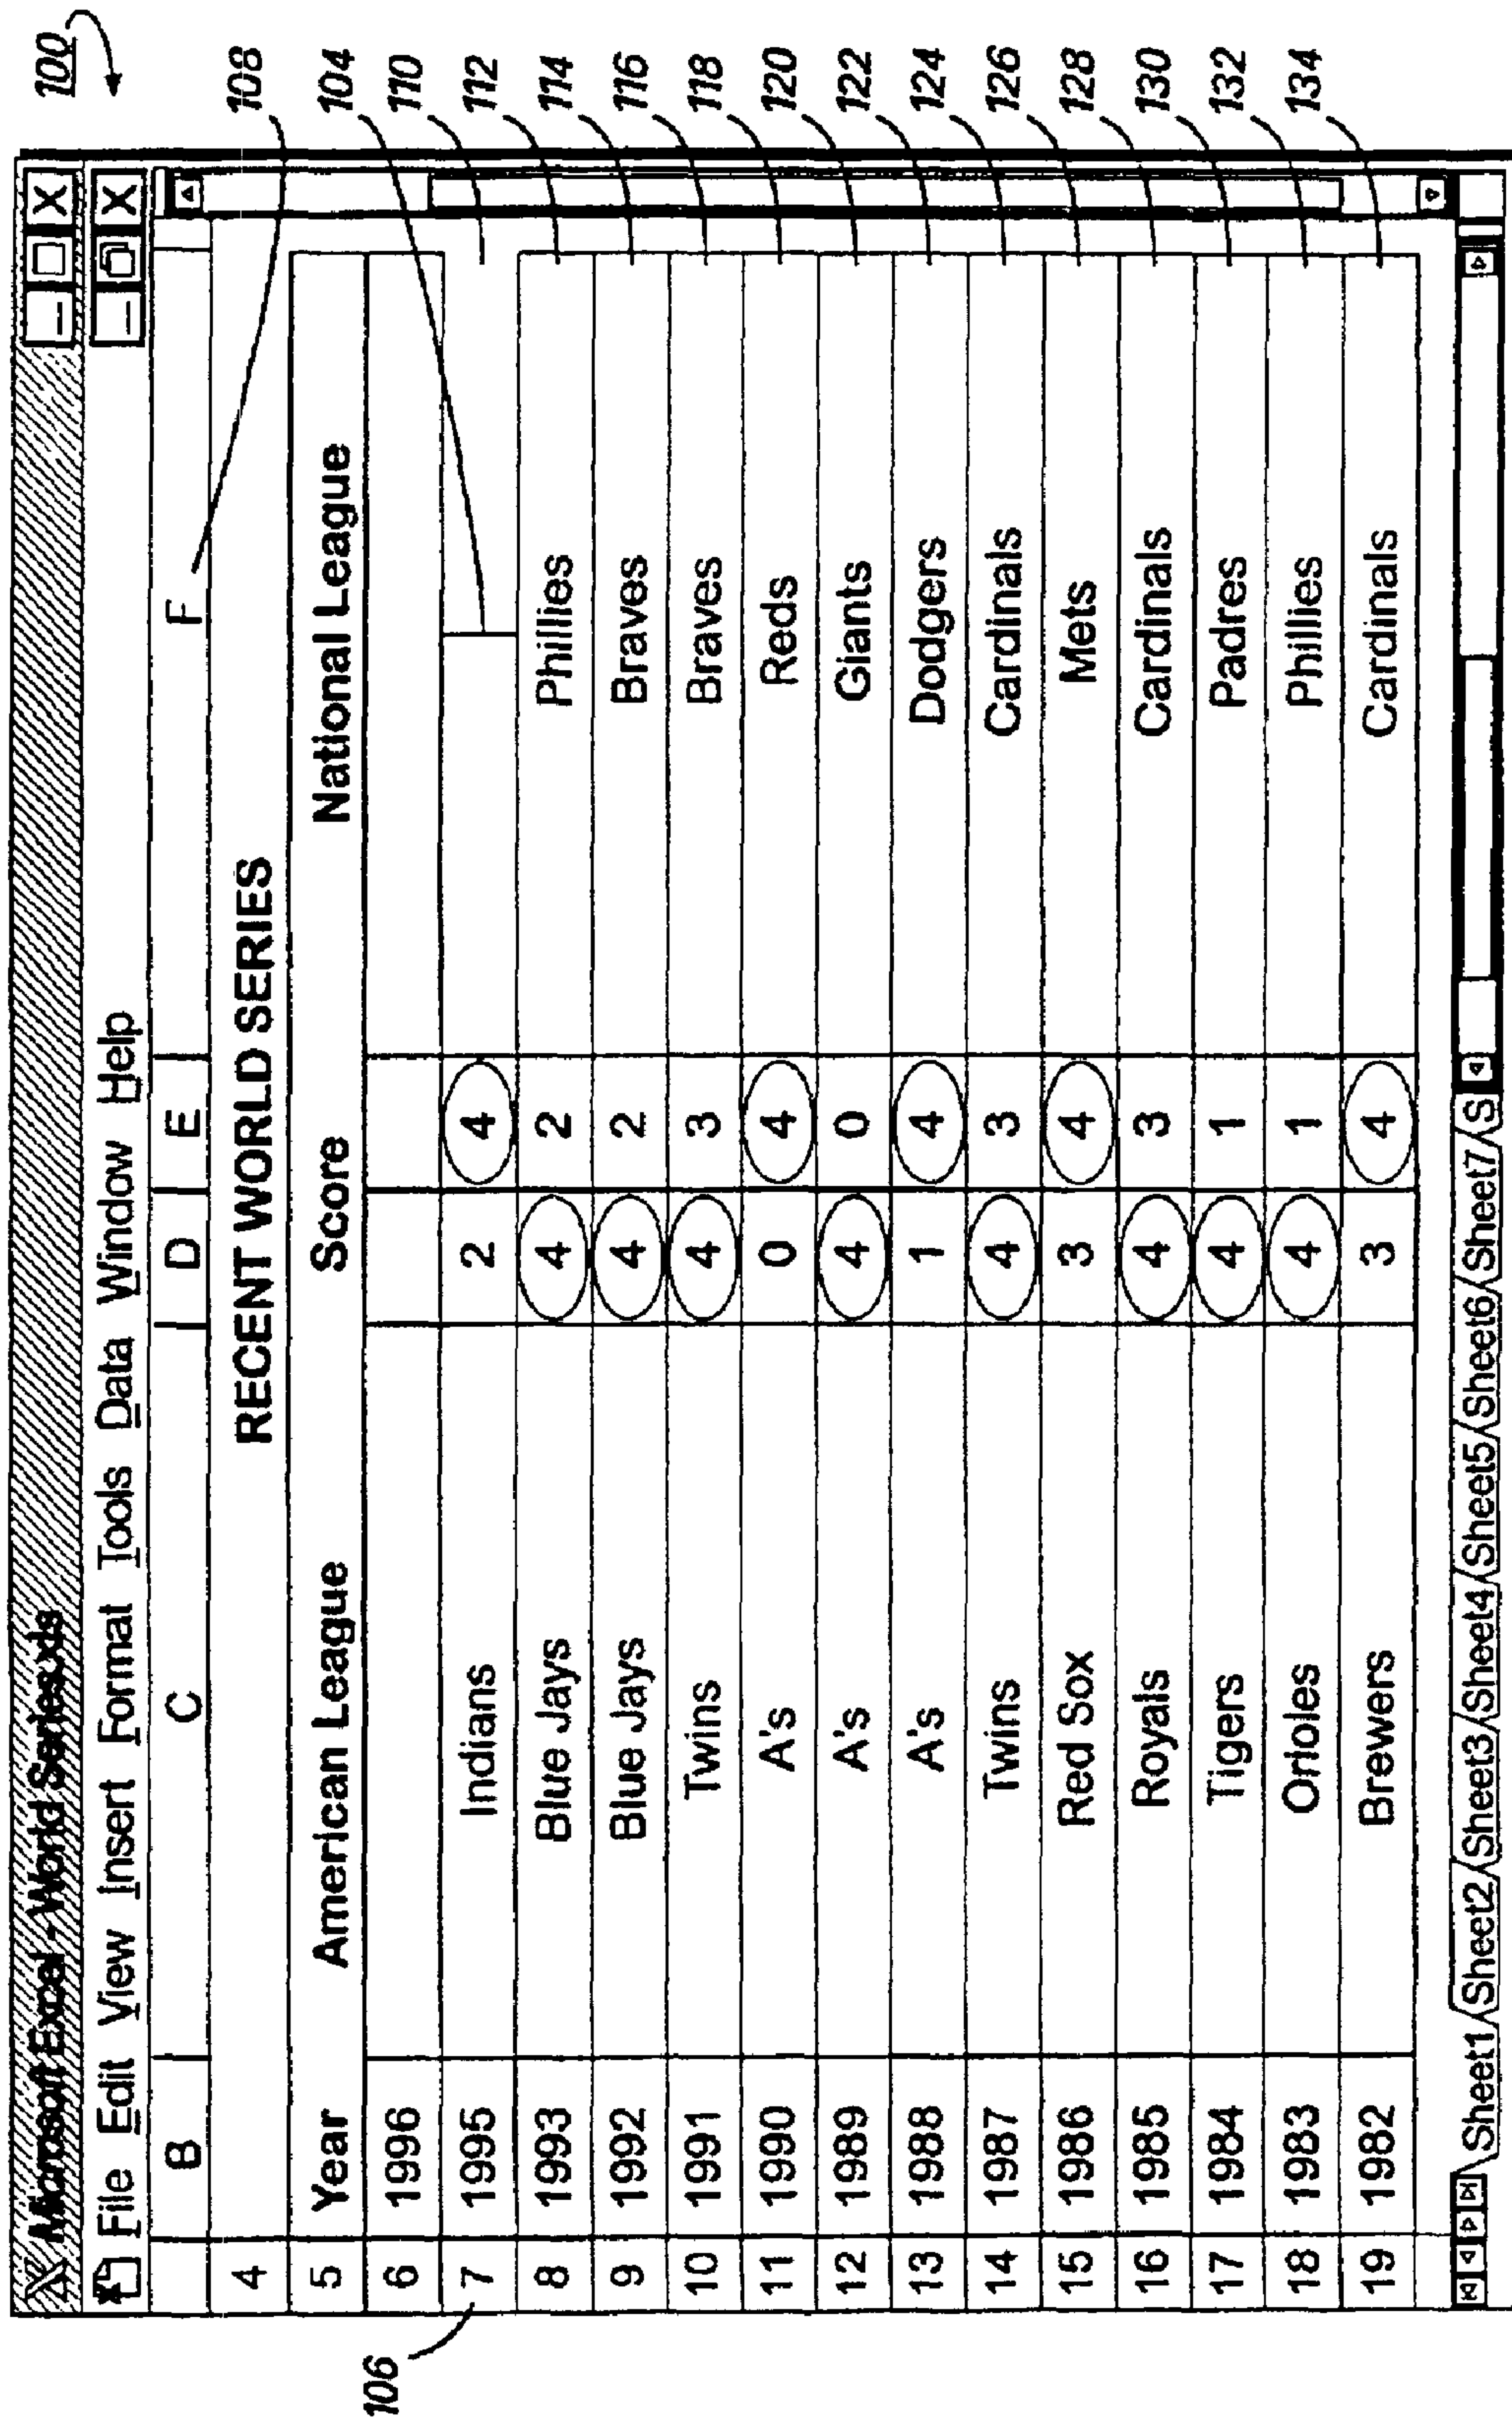 100
Microsoft Excel - World Series.xls
File Edit View Insert Format Tools Data Window Help
B C D E F
108
4 RECENT WORLD SERIES
5 Year American League Score National League
104
6 1996
110
106 7 1995 Indians 2 4
112
8 1993 Blue Jays 4 2 Phillies
114
9 1992 Blue Jays 4 2 Braves
116
10 1991 Twins 4 3 Braves
118
11 1990 A's 0 4 Reds
120
12 1989 A's 4 0 Giants
122
13 1988 A's 1 4 Dodgers
124
14 1987 Twins 4 3 Cardinals
126
15 1986 Red Sox 3 4 Mets
128
16 1985 Royals 4 3 Cardinals
130
17 1984 Tigers 4 1 Padres
132
18 1983 Orioles 4 1 Phillies
134
19 1982 Brewers 3 4 Cardinals
Sheet1 Sheet2 Sheet3 Sheet4 Sheet5 Sheet6 Sheet7 S